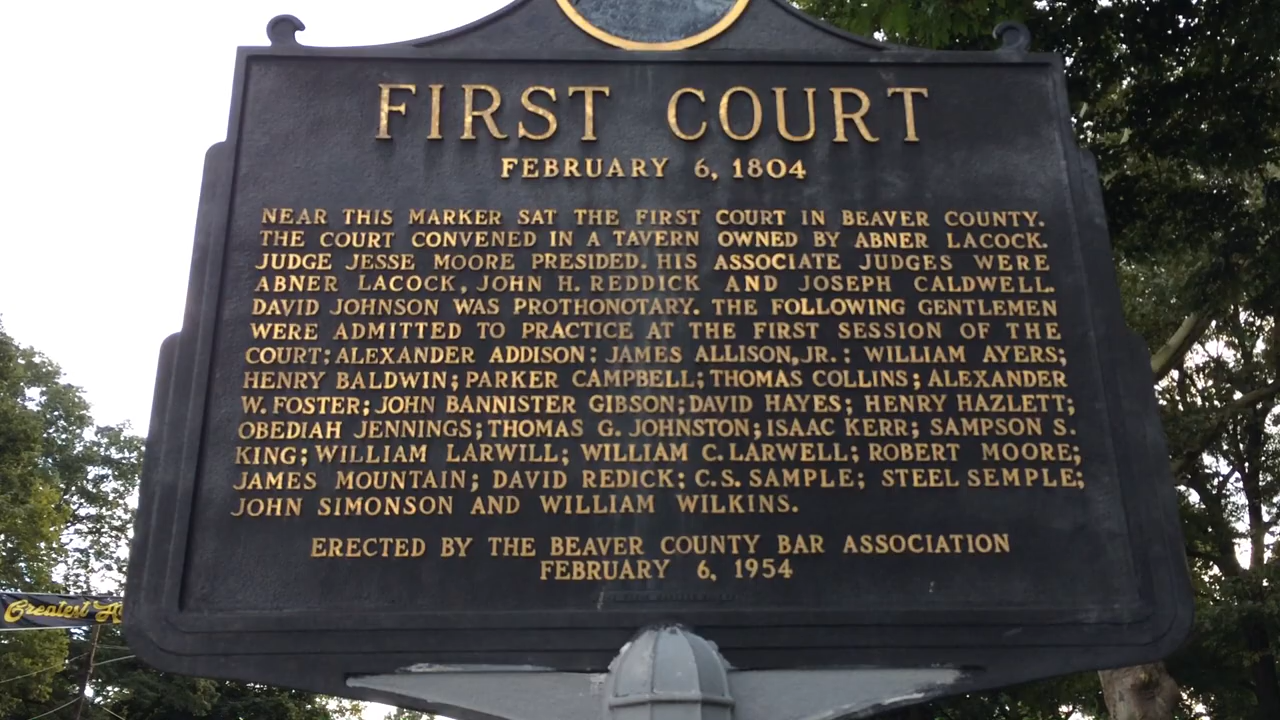 FIRST COURT
FEBRUARY 6, 1804
NEAR THIS MARKER SAT THE FIRST COURT IN BEAVER COUNTY.
THE COURT CONVENED IN A TAVERN OWNED BY ABNER LACOCK.
JUDGE JESSE MOORE PRESIDED. HIS ASSOCIATE JUDGES WERE
ABNER LACOCK, JOHN H. REDDICK AND JOSEPH CALDWELL.
DAVID JOHNSON WAS PROTHONOTARY. THE FOLLOWING GENTLEMEN
WERE ADMITTED TO PRACTICE AT THE FIRST SESSION OF THE
COURT; ALEXANDER ADDISON; JAMES ALLISON, JR.; WILLIAM AYERS;
HENRY BALDWIN; PARKER CAMPBELL; THOMAS COLLINS; ALEXANDER
W. FOSTER; JOHN BANNISTER GIBSON; DAVID HAYES; HENRY HAZLETT;
OBEDIAH JENNINGS; THOMAS G. JOHNSTON; ISAAC KERR; SAMPSON S.
KING; WILLIAM LARWILL; WILLIAM C. LARWELL; ROBERT MOORE;
JAMES MOUNTAIN; DAVID REDICK; C.S. SAMPLE; STEEL SEMPLE;
JOHN SIMONSON AND WILLIAM WILKINS.
ERECTED BY THE BEAVER COUNTY BAR ASSOCIATION
FEBRUARY 6, 1954
Greatest